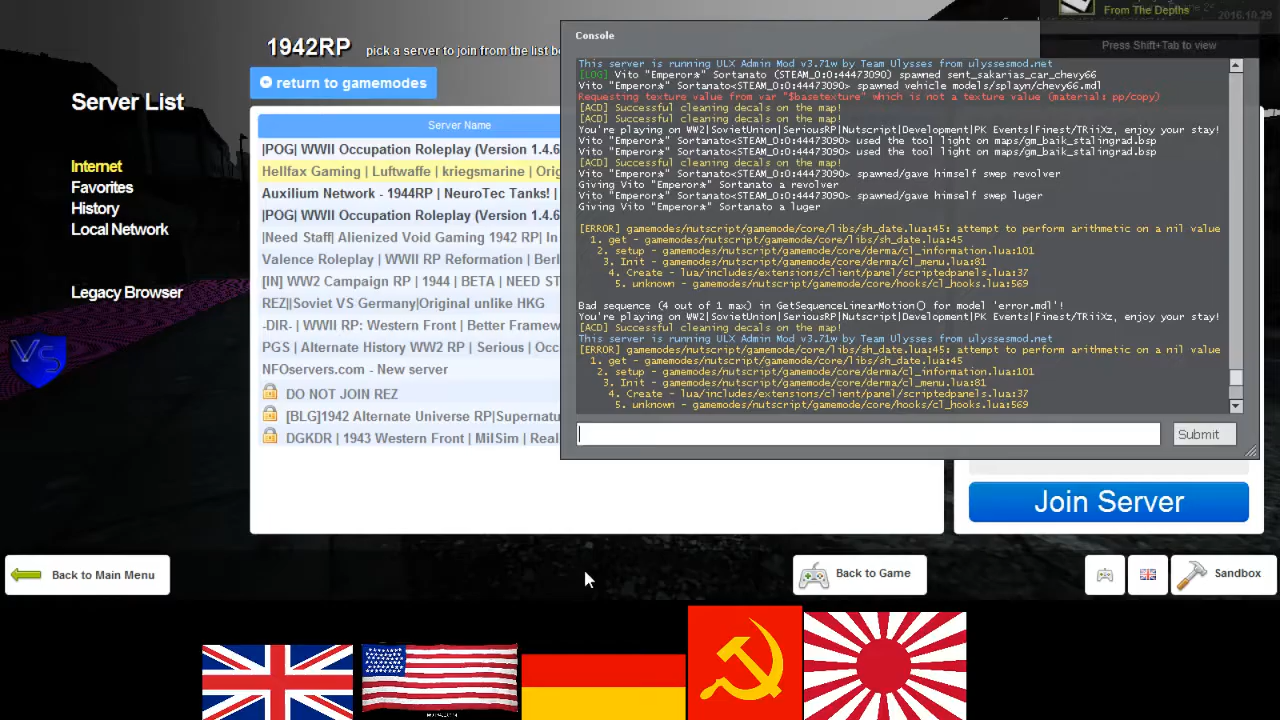 From The Depths
2016.10.29
Press Shift+Tab to view
1942RP pick a server to join from the list be
return to gamemodes
Server List
Internet
Favorites
History
Local Network
Legacy Browser
Server Name
|POG| WWII Occupation Roleplay (Version 1.4.6
Hellfax Gaming | Luftwaffe | kriegsmarine | Orig
Auxilium Network - 1944RP | NeuroTec Tanks! |
|POG| WWII Occupation Roleplay (Version 1.4.6
|Need Staff| Alienized Void Gaming 1942 RP| In
Valence Roleplay | WWII RP Reformation | Berl
[IN] WW2 Campaign RP | 1944 | BETA | NEED ST
REZ||Soviet VS Germany|Original unlike HKG
-DIR- | WWII RP: Western Front | Better Framew
PGS | Alternate History WW2 RP | Serious | Occ
NFOservers.com - New server
DO NOT JOIN REZ
[BLG]1942 Alternate Universe RP|Supernatu
DGKDR | 1943 Western Front | MilSim | Real
Console
This server is running ULX Admin Mod v3.71w by Team Ulysses from ulyssesmod.net
[LOG] Vito "Emperor*" Sortanato (STEAM_0:0:44473090) spawned sent_sakarias_car_chevy66
Vito "Emperor*" Sortanato<STEAM_0:0:44473090> spawned vehicle models/splayn/chevy66.mdl
Requesting texture value from var "$basetexture" which is not a texture value (material: pp/copy)
[ACD] Successful cleaning decals on the map!
[ACD] Successful cleaning decals on the map!
You're playing on WW2|SovietUnion|SeriousRP|Nutscript|Development|PK Events|Finest/TRiiXz, enjoy your stay!
Vito "Emperor*" Sortanato<STEAM_0:0:44473090> used the tool light on maps/gm_baik_stalingrad.bsp
Vito "Emperor*" Sortanato<STEAM_0:0:44473090> used the tool light on maps/gm_baik_stalingrad.bsp
[ACD] Successful cleaning decals on the map!
Vito "Emperor*" Sortanato<STEAM_0:0:44473090> spawned/gave himself swep revolver
Giving Vito "Emperor*" Sortanato a revolver
Vito "Emperor*" Sortanato<STEAM_0:0:44473090> spawned/gave himself swep luger
Giving Vito "Emperor*" Sortanato a luger
[ERROR] gamemodes/nutscript/gamemode/core/libs/sh_date.lua:45: attempt to perform arithmetic on a nil value
1. get - gamemodes/nutscript/gamemode/core/libs/sh_date.lua:45
2. setup - gamemodes/nutscript/gamemode/core/derma/cl_information.lua:101
3. Init - gamemodes/nutscript/gamemode/core/derma/cl_menu.lua:81
4. Create - lua/includes/extensions/client/panel/scriptedpanels.lua:37
5. unknown - gamemodes/nutscript/gamemode/core/hooks/cl_hooks.lua:569
Bad sequence (4 out of 1 max) in GetSequenceLinearMotion() for model 'error.mdl'!
You're playing on WW2|SovietUnion|SeriousRP|Nutscript|Development|PK Events|Finest/TRiiXz, enjoy your stay!
[ACD] Successful cleaning decals on the map!
This server is running ULX Admin Mod v3.71w by Team Ulysses from ulyssesmod.net
[ERROR] gamemodes/nutscript/gamemode/core/libs/sh_date.lua:45: attempt to perform arithmetic on a nil value
1. get - gamemodes/nutscript/gamemode/core/libs/sh_date.lua:45
2. setup - gamemodes/nutscript/gamemode/core/derma/cl_information.lua:101
3. Init - gamemodes/nutscript/gamemode/core/derma/cl_menu.lua:81
4. Create - lua/includes/extensions/client/panel/scriptedpanels.lua:37
5. unknown - gamemodes/nutscript/gamemode/core/hooks/cl_hooks.lua:569
Submit
Join Server
VS
Back to Main Menu
Back to Game
Sandbox